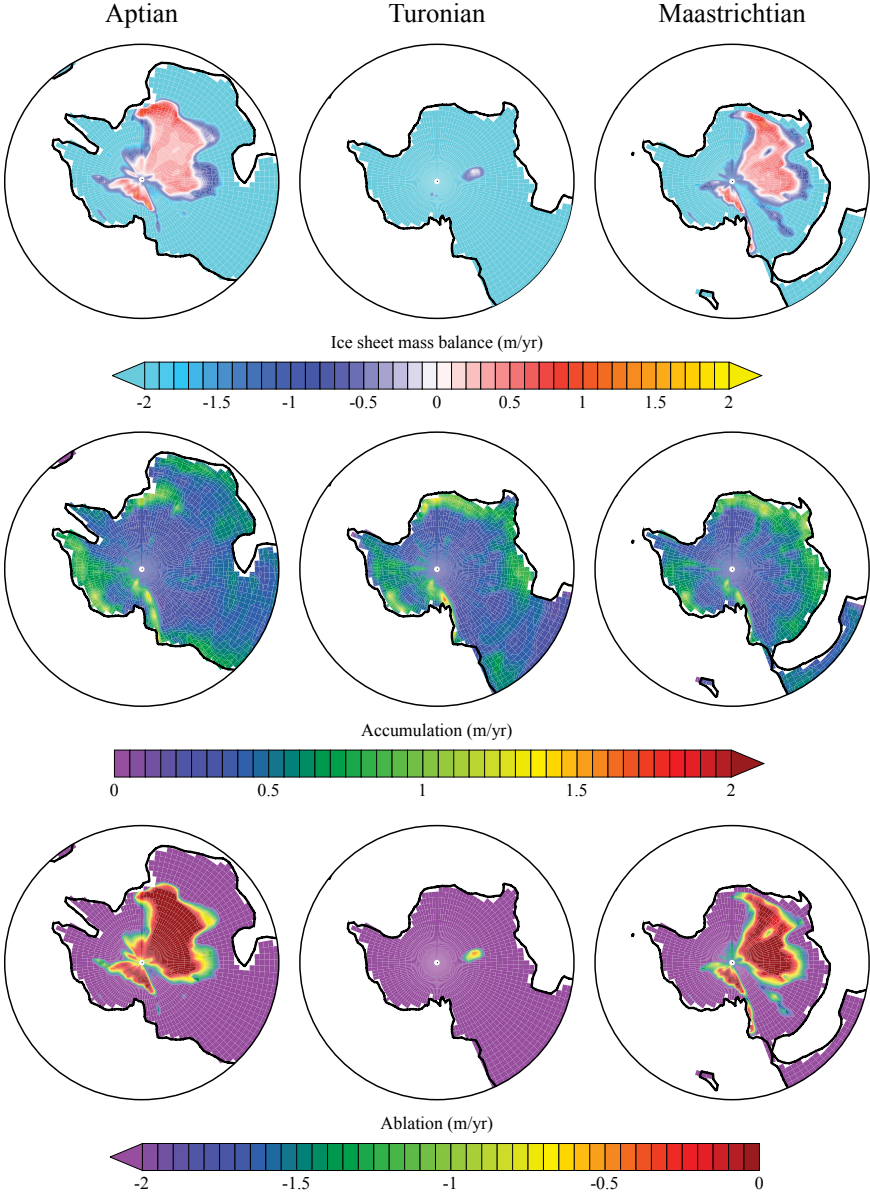 Aptian Turonian Maastrichtian
Ice sheet mass balance (m/yr)
-2 -1.5 -1 -0.5 0 0.5 1 1.5 2
Accumulation (m/yr)
0 0.5 1 1.5 2
Ablation (m/yr)
-2 -1.5 -1 -0.5 0